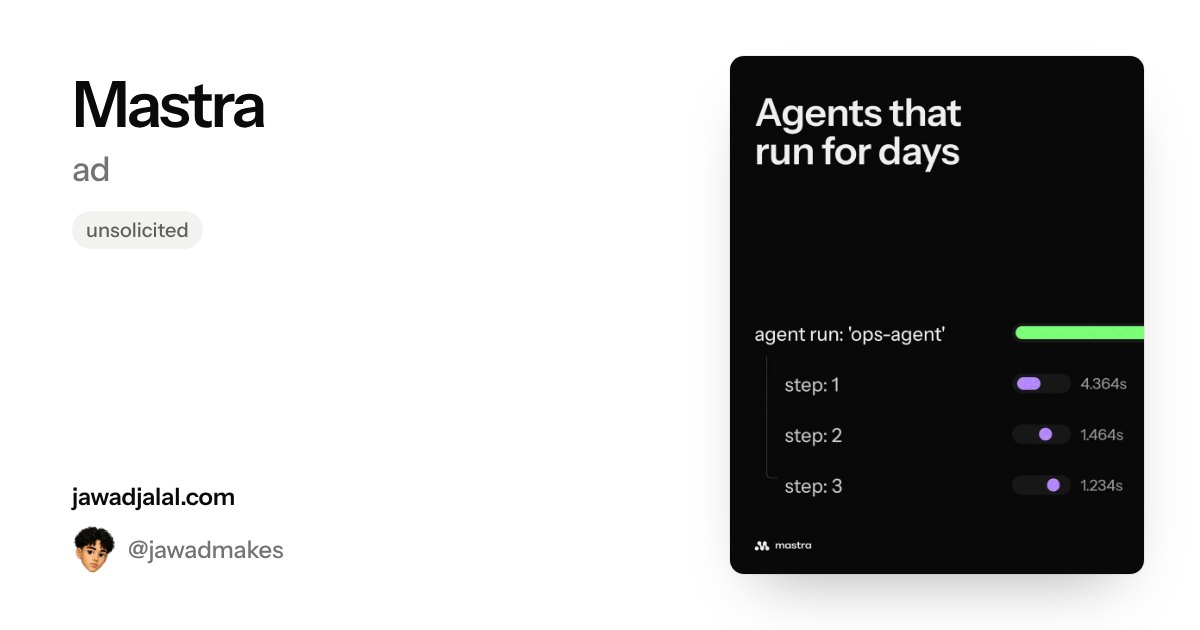 Mastra
ad
unsolicited
jawadjalal.com
@jawadmakes
Agents that
run for days
agent run: 'ops-agent'
step: 1 4.364s
step: 2 1.464s
step: 3 1.234s
mastra